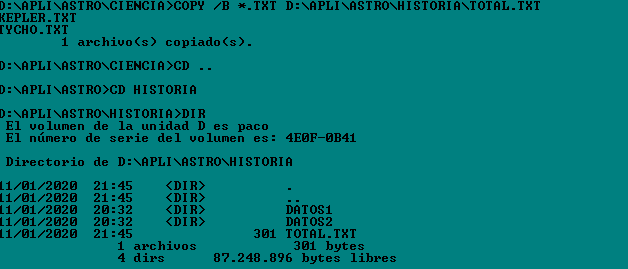 D:\APLI\ASTRO\CIENCIA>COPY /B *.TXT D:\APLI\ASTRO\HISTORIA\TOTAL.TXT
KEPLER.TXT
TYCHO.TXT
        1 archivo(s) copiado(s).
D:\APLI\ASTRO\CIENCIA>CD ..
D:\APLI\ASTRO>CD HISTORIA
D:\APLI\ASTRO\HISTORIA>DIR
 El volumen de la unidad D es paco
 El número de serie del volumen es: 4E0F-0B41
 Directorio de D:\APLI\ASTRO\HISTORIA
11/01/2020  21:45    <DIR>          .
11/01/2020  21:45    <DIR>          ..
11/01/2020  20:32    <DIR>          DATOS1
11/01/2020  20:32    <DIR>          DATOS2
11/01/2020  21:45               301 TOTAL.TXT
               1 archivos            301 bytes
               4 dirs      87.248.896 bytes libres